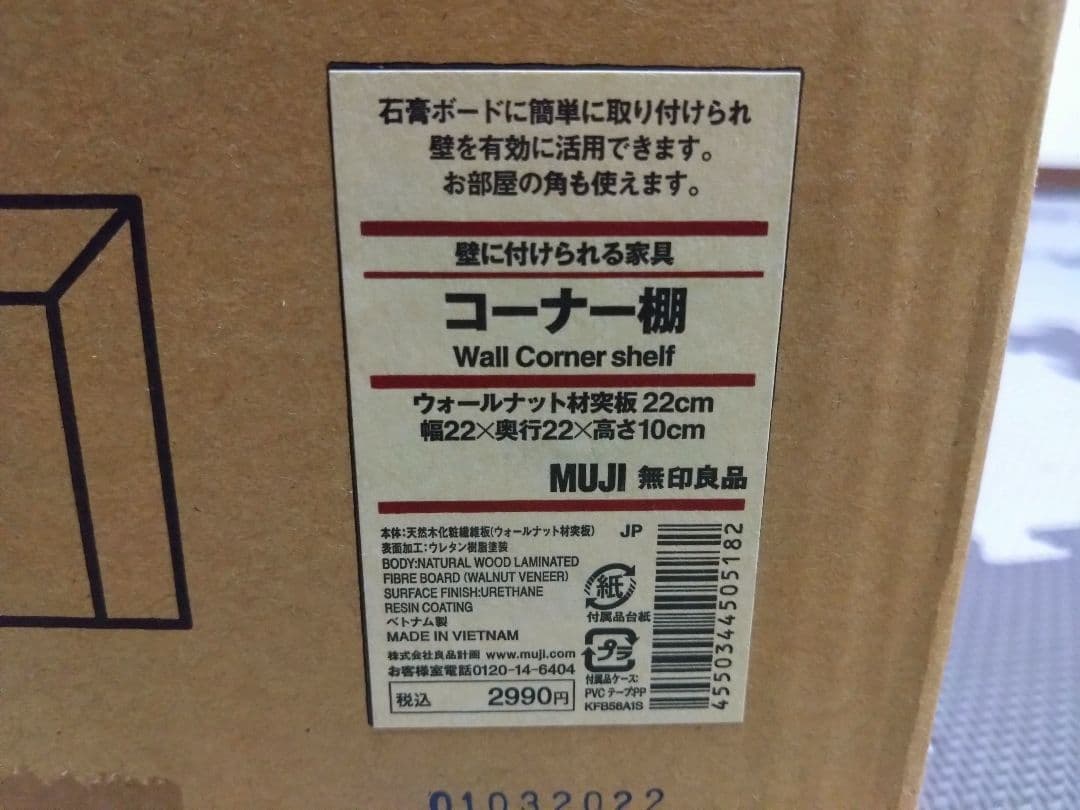 石膏ボードに簡単に取り付けられ
壁を有効に活用できます。
お部屋の角も使えます。
壁に付けられる家具
コーナー棚
Wall Corner shelf
ウォールナット材突板 22cm
幅22×奥行22×高さ10cm
MUJI 無印良品
本体:天然木化粧繊維板(ウォールナット材突板)
表面加工:ウレタン樹脂塗装
BODY:NATURAL WOOD LAMINATED
FIBRE BOARD (WALNUT VENEER)
SURFACE FINISH:URETHANE
RESIN COATING
ベトナム製
MADE IN VIETNAM
株式会社良品計画 www.muji.com
お客様室電話0120-14-6404
税込 2990円
JP
紙
付属品台紙
プラ
付属品ケース:
PVC テープPP
KFB58A1S
4550344505182
01032022